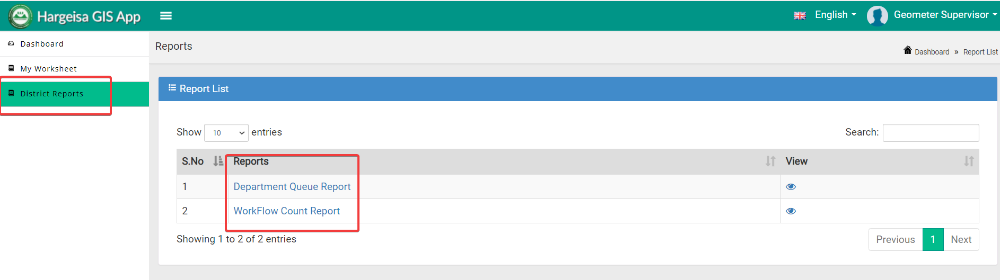 Hargeisa GIS App
English
Geometer Supervisor
Dashboard
My Worksheet
District Reports
Reports
Dashboard » Report List
Report List
Show 10 entries
Search:
S.No Reports View
1 Department Queue Report
2 WorkFlow Count Report
Showing 1 to 2 of 2 entries
Previous 1 Next